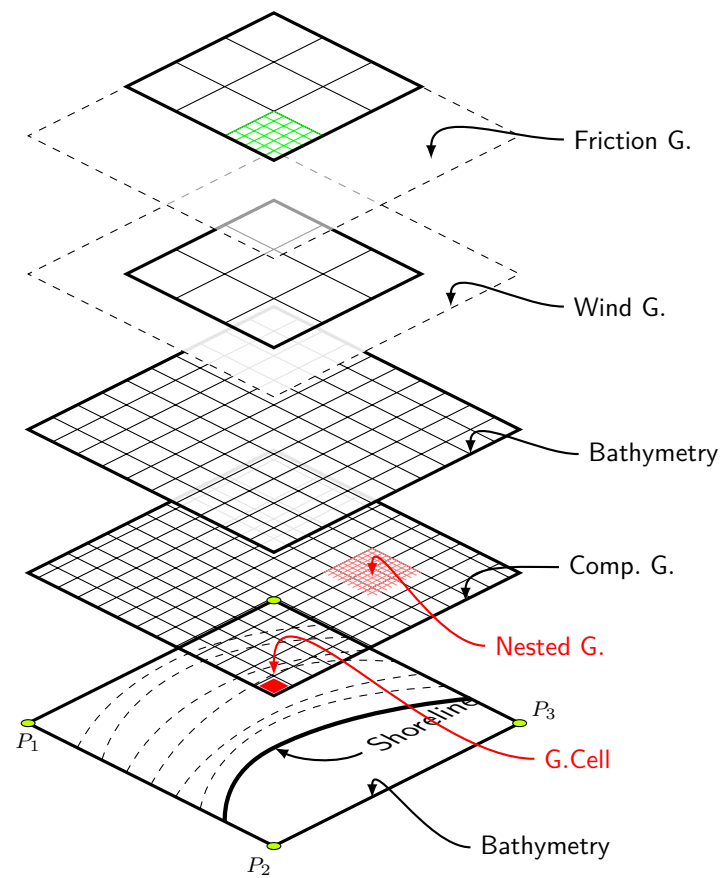 Friction G.
Wind G.
Bathymetry
Comp. G.
Nested G.
P3
Shoreline
P1
G.Cell
Bathymetry
P2